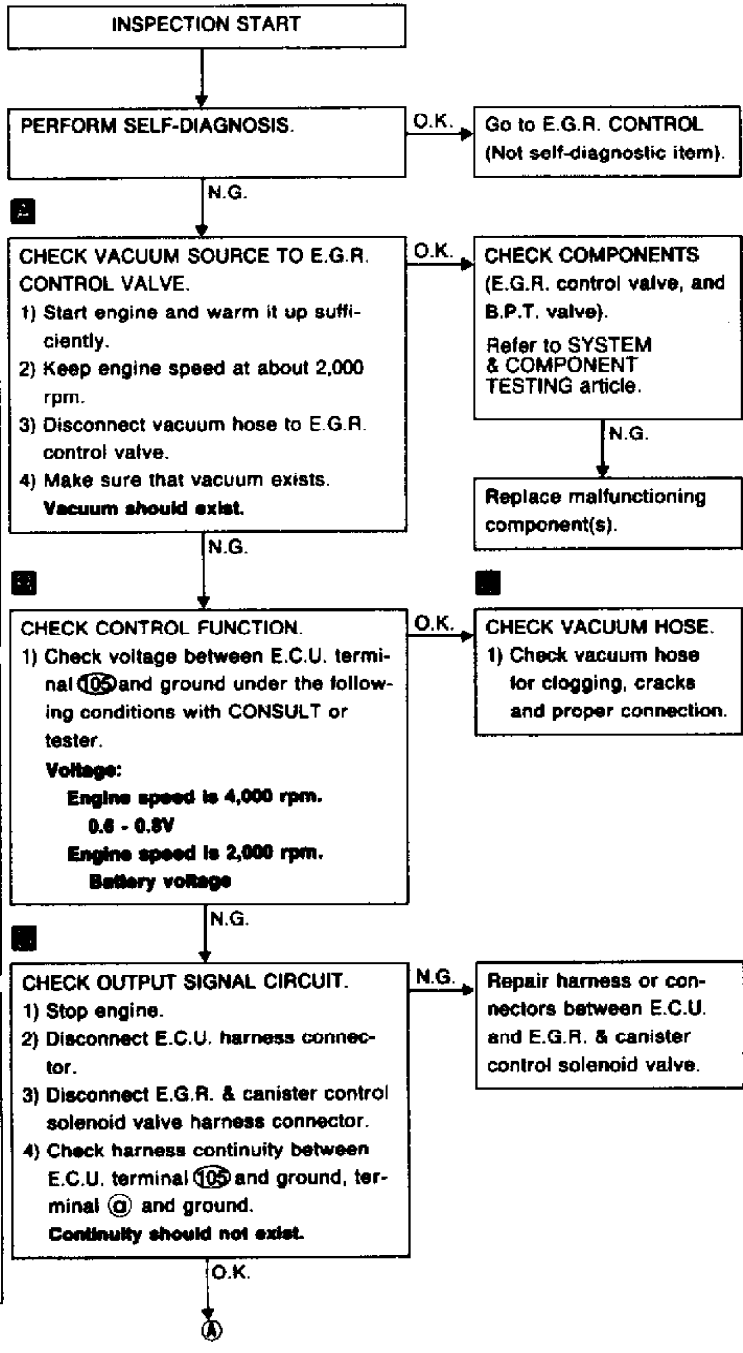 INSPECTION START
PERFORM SELF-DIAGNOSIS.
O.K.
Go to E.G.R. CONTROL
(Not self-diagnostic item).
N.G.
CHECK VACUUM SOURCE TO E.G.R.
CONTROL VALVE.
1) Start engine and warm it up suffi-
ciently.
2) Keep engine speed at about 2,000
rpm.
3) Disconnect vacuum hose to E.G.R.
control valve.
4) Make sure that vacuum exists.
Vacuum should exist.
O.K.
CHECK COMPONENTS
(E.G.R. control valve, and
B.P.T. valve).
Refer to SYSTEM
& COMPONENT
TESTING article.
N.G.
Replace malfunctioning
component(s).
N.G.
CHECK CONTROL FUNCTION.
1) Check voltage between E.C.U. termi-
nal 105 and ground under the follow-
ing conditions with CONSULT or
tester.
Voltage:
Engine speed is 4,000 rpm.
0.6 - 0.8V
Engine speed is 2,000 rpm.
Battery voltage
O.K.
CHECK VACUUM HOSE.
1) Check vacuum hose
for clogging, cracks
and proper connection.
N.G.
CHECK OUTPUT SIGNAL CIRCUIT.
1) Stop engine.
2) Disconnect E.C.U. harness connec-
tor.
3) Disconnect E.G.R. & canister control
solenoid valve harness connector.
4) Check harness continuity between
E.C.U. terminal 105 and ground, ter-
minal ⓐ and ground.
Continuity should not exist.
N.G.
Repair harness or con-
nectors between E.C.U.
and E.G.R. & canister
control solenoid valve.
O.K.
Ⓐ